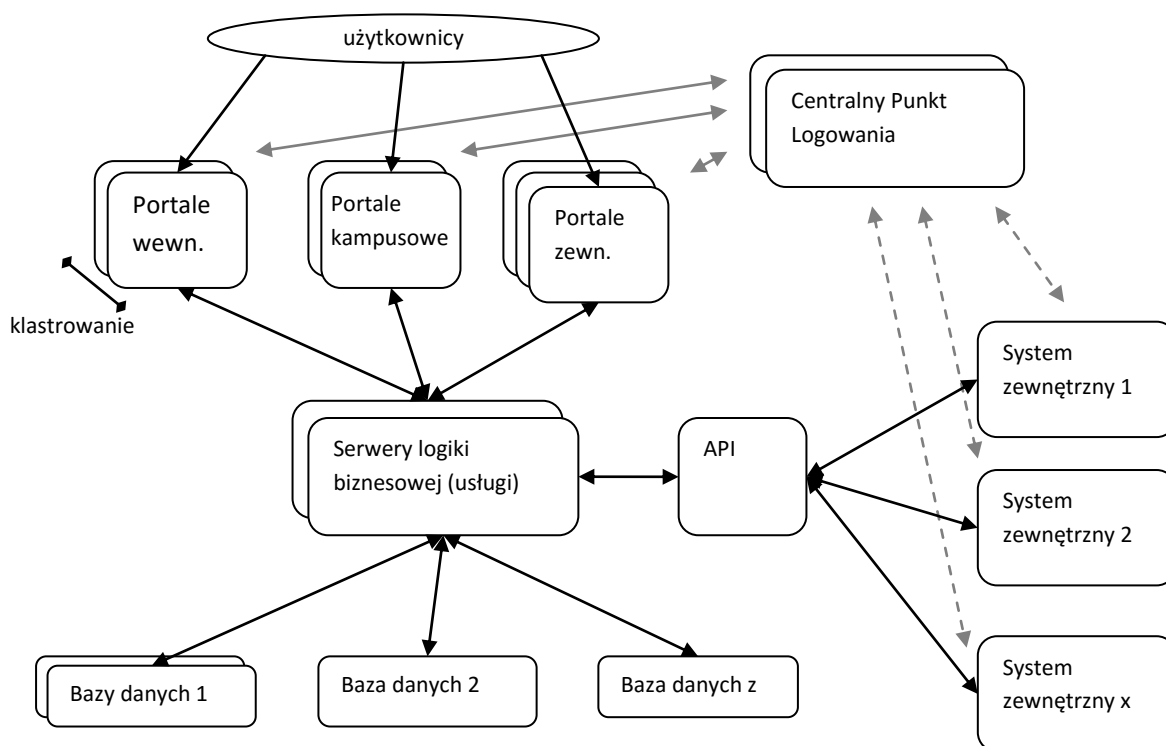 użytkownicy
Centralny Punkt
Logowania
Portale
wewn.
Portale
kampusowe
Portale
zewn.
klastrowanie
System
zewnętrzny 1
Serwery logiki
biznesowej (usługi)
API
System
zewnętrzny 2
Bazy danych 1
Baza danych 2
Baza danych z
System
zewnętrzny x